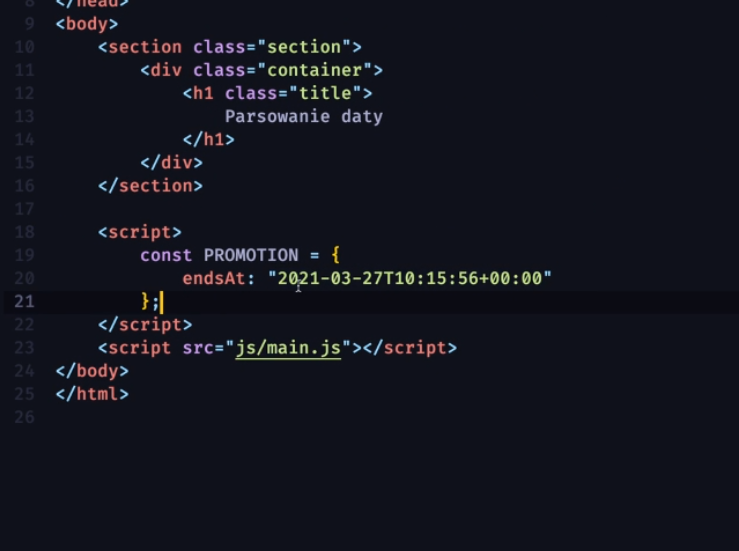 8 </head>
9 <body>
10 <section class="section">
11 <div class="container">
12 <h1 class="title">
13 Parsowanie daty
14 </h1>
15 </div>
16 </section>
17
18 <script>
19 const PROMOTION = {
20 endsAt: "2021-03-27T10:15:56+00:00"
21 };
22 </script>
23 <script src="js/main.js"></script>
24 </body>
25 </html>
26